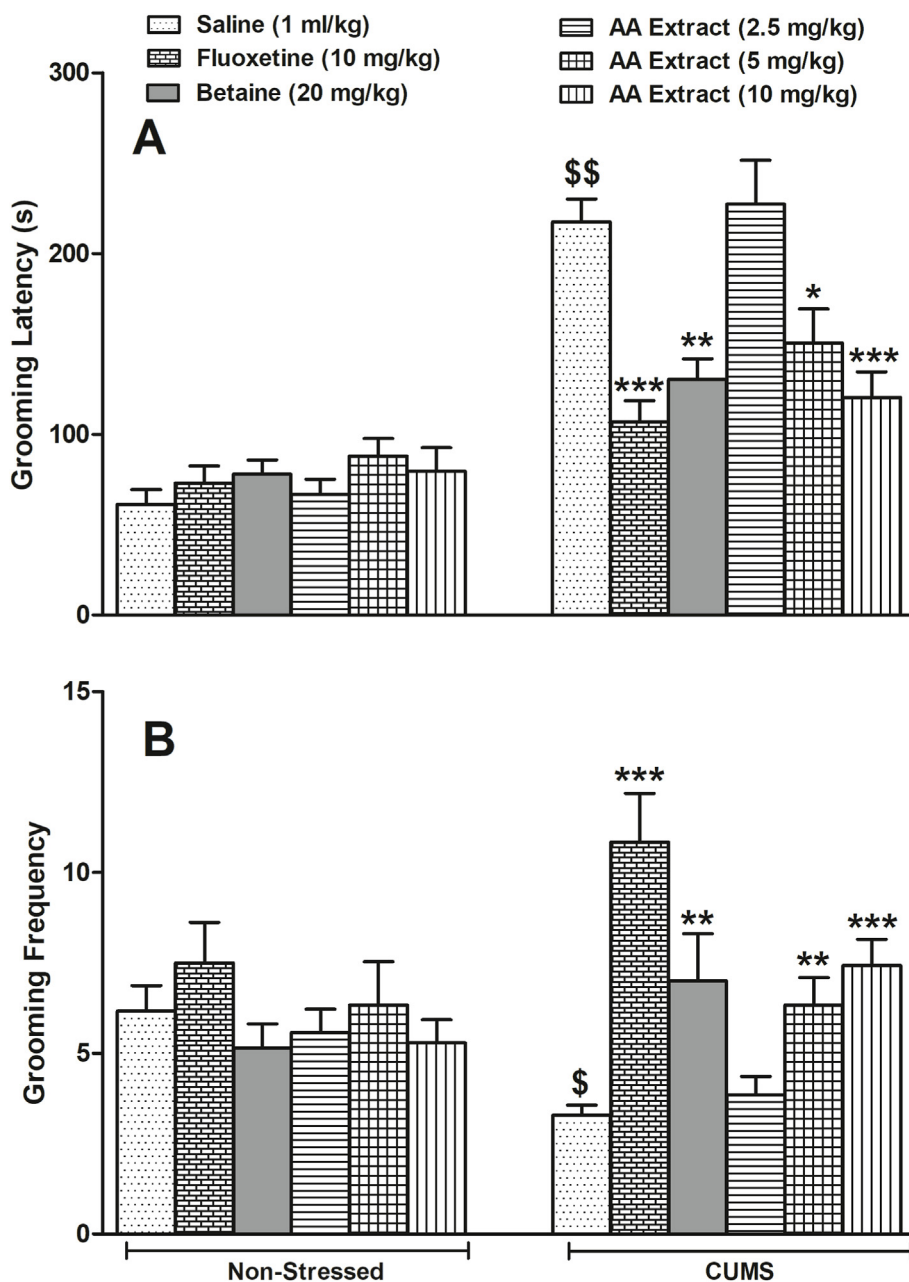 Saline (1 ml/kg)
Fluoxetine (10 mg/kg)
Betaine (20 mg/kg)
AA Extract (2.5 mg/kg)
AA Extract (5 mg/kg)
AA Extract (10 mg/kg)
A
Grooming Latency (s)
300
200
100
0
$$
***
**
*
***
B
Grooming Frequency
15
10
5
0
$
***
**
**
***
Non-Stressed
CUMS